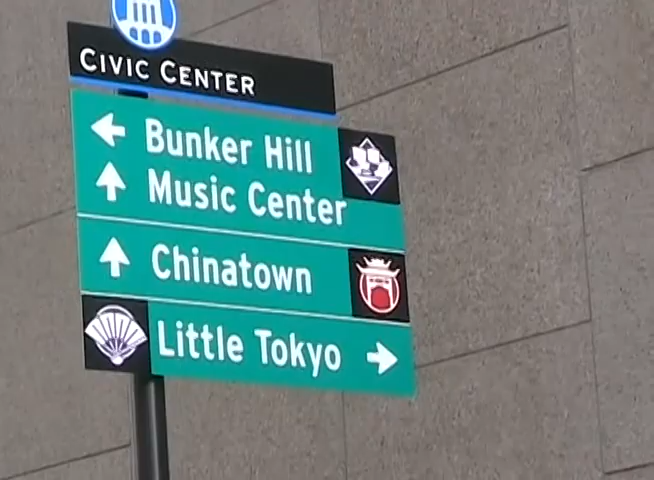 CIVIC CENTER
Bunker Hill
Music Center
Chinatown
Little Tokyo